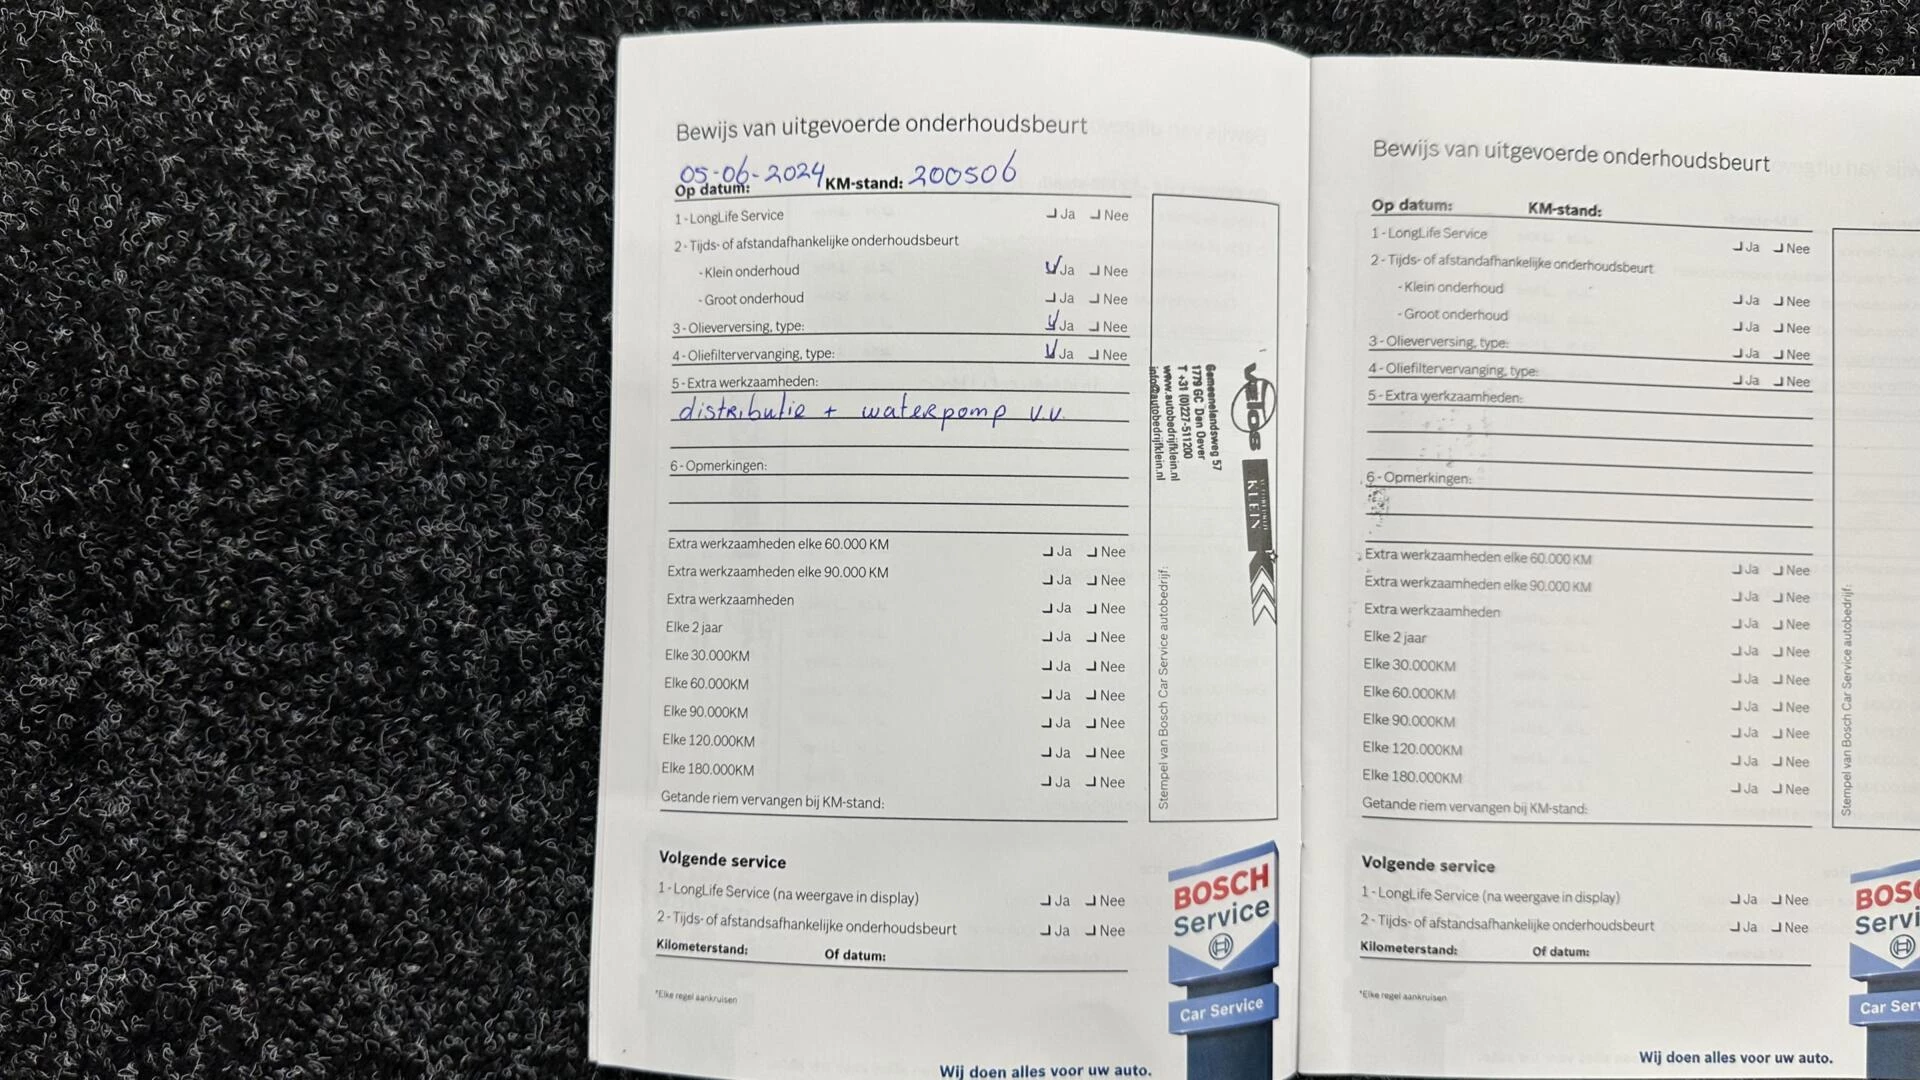 Bewijs van uitgevoerde onderhoudsbeurt
05-06-2024 200506
Op datum: KM-stand:
1 - LongLife Service Ja Nee
2 - Tijds- of afstandafhankelijke onderhoudsbeurt
- Klein onderhoud Ja Nee
- Groot onderhoud Ja Nee
3 - Olieverversing, type: Ja Nee
4 - Oliefiltervervanging, type: Ja Nee
5 - Extra werkzaamheden:
distributie + waterpomp v.v.
6 - Opmerkingen:
Extra werkzaamheden elke 60.000 KM Ja Nee
Extra werkzaamheden elke 90.000 KM Ja Nee
Extra werkzaamheden Ja Nee
Elke 2 jaar Ja Nee
Elke 30.000KM Ja Nee
Elke 60.000KM Ja Nee
Elke 90.000KM Ja Nee
Elke 120.000KM Ja Nee
Elke 180.000KM Ja Nee
Getande riem vervangen bij KM-stand:
Stempel van Bosch Car Service autobedrijf:
Vakos
KLEIN
Gemeenelandsweg 57
1779 GC Den Oever
T +31 (0)227-511200
www.autobedrijfklein.nl
info@autobedrijfklein.nl
Volgende service
1 - LongLife Service (na weergave in display) Ja Nee
2 - Tijds- of afstandsafhankelijke onderhoudsbeurt Ja Nee
Kilometerstand: Of datum:
*Elke regel aankruisen
BOSCH
Service
Car Service
Wij doen alles voor uw auto.
Bewijs van uitgevoerde onderhoudsbeurt
Op datum: KM-stand:
1 - LongLife Service Ja Nee
2 - Tijds- of afstandafhankelijke onderhoudsbeurt
- Klein onderhoud Ja Nee
- Groot onderhoud Ja Nee
3 - Olieverversing, type: Ja Nee
4 - Oliefiltervervanging, type: Ja Nee
5 - Extra werkzaamheden:
6 - Opmerkingen:
Extra werkzaamheden elke 60.000 KM Ja Nee
Extra werkzaamheden elke 90.000 KM Ja Nee
Extra werkzaamheden Ja Nee
Elke 2 jaar Ja Nee
Elke 30.000KM Ja Nee
Elke 60.000KM Ja Nee
Elke 90.000KM Ja Nee
Elke 120.000KM Ja Nee
Elke 180.000KM Ja Nee
Getande riem vervangen bij KM-stand:
Stempel van Bosch Car Service autobedrijf:
Volgende service
1 - LongLife Service (na weergave in display) Ja Nee
2 - Tijds- of afstandsafhankelijke onderhoudsbeurt Ja Nee
Kilometerstand: Of datum:
*Elke regel aankruisen
BOSC
Servi
Car Ser
Wij doen alles voor uw auto.